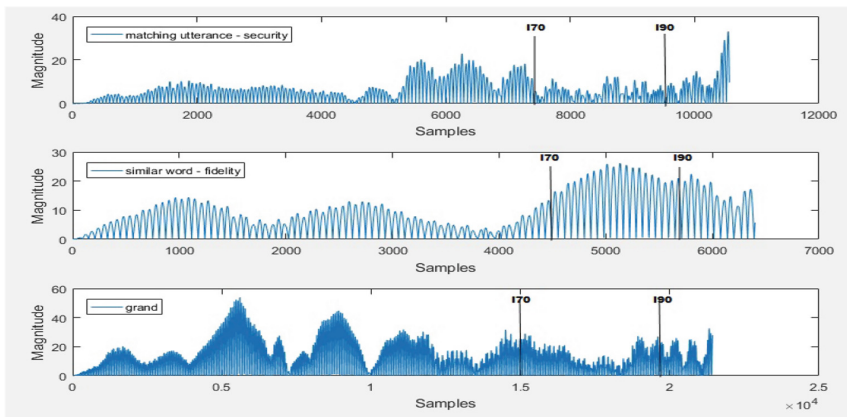 40
20
0
Magnitude
matching utterance - security
I70
I90
0 2000 4000 6000 8000 10000 12000
Samples
30
20
10
0
Magnitude
similar word - fidelity
I70
I90
0 1000 2000 3000 4000 5000 6000 7000
Samples
60
40
20
0
Magnitude
grand
I70
I90
0 0.5 1 1.5 2 2.5
Samples
× 10^4